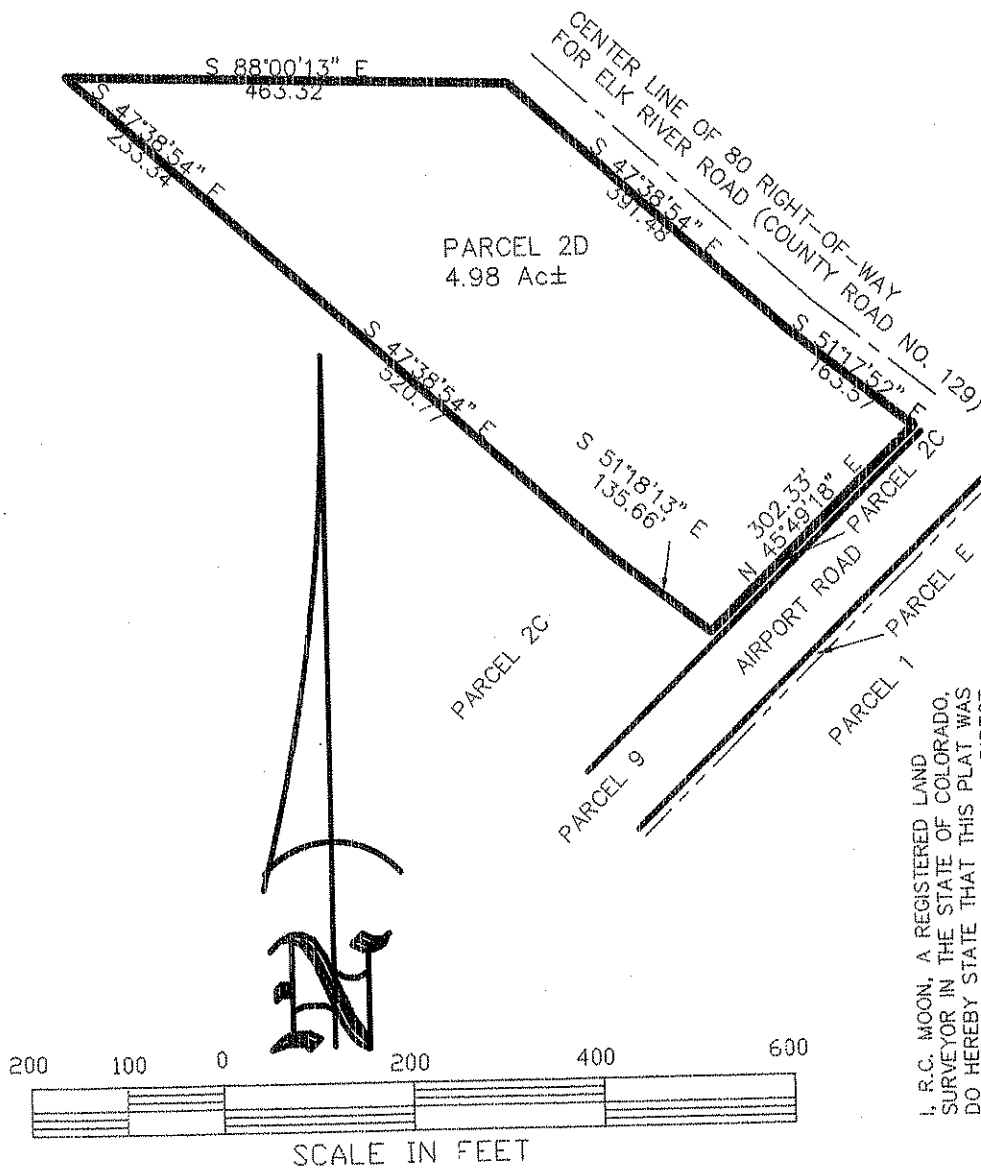 CENTER LINE OF 80 RIGHT-OF-WAY
FOR ELK RIVER ROAD (COUNTY ROAD NO. 129)
S 88°00'13" E
463.32
S 47°38'54" E
233.34
S 47°38'54" E
391.48
PARCEL 2D
4.98 Ac±
S 51°17'52" E
163.37
S 47°38'54" E
520.77
S 51°18'13" E
135.66'
302.33'
N 45°49'18" E
PARCEL 2C
AIRPORT ROAD
PARCEL E
PARCEL 2C
PARCEL 1
PARCEL 9
I, R.C. MOON, A REGISTERED LAND
SURVEYOR IN THE STATE OF COLORADO,
DO HEREBY STATE THAT THIS PLAT WAS
N
200 100 0 200 400 600
SCALE IN FEET